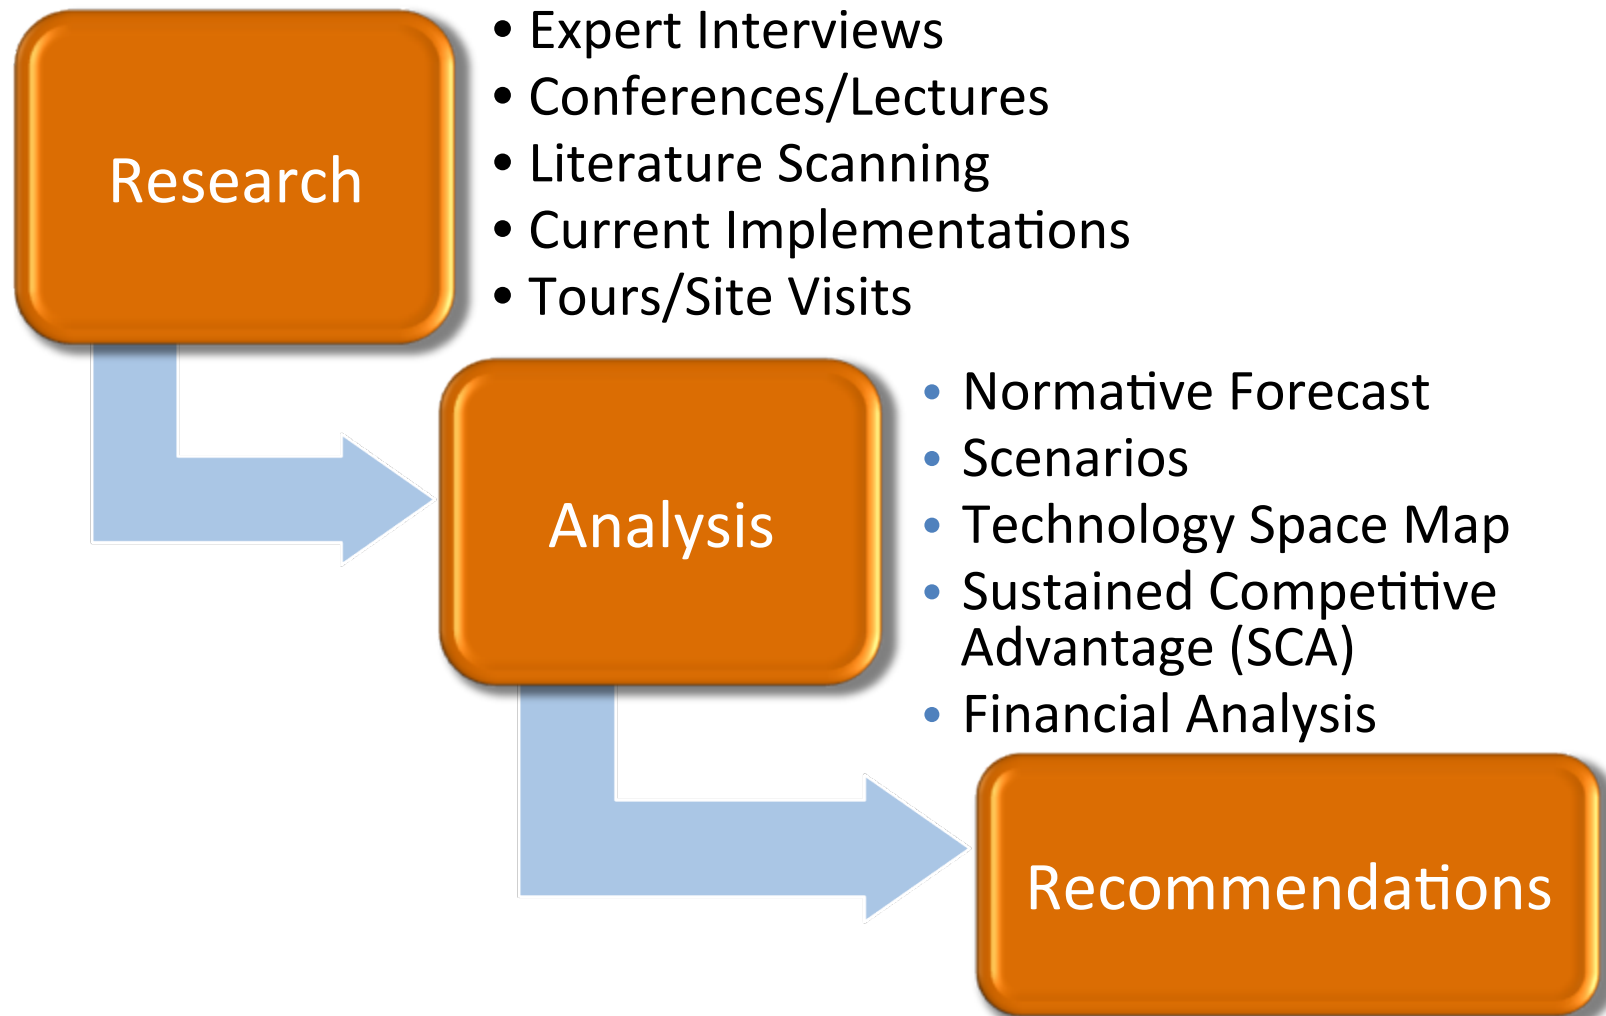 Research
• Expert Interviews
• Conferences/Lectures
• Literature Scanning
• Current Implementations
• Tours/Site Visits
Analysis
• Normative Forecast
• Scenarios
• Technology Space Map
• Sustained Competitive
Advantage (SCA)
• Financial Analysis
Recommendations